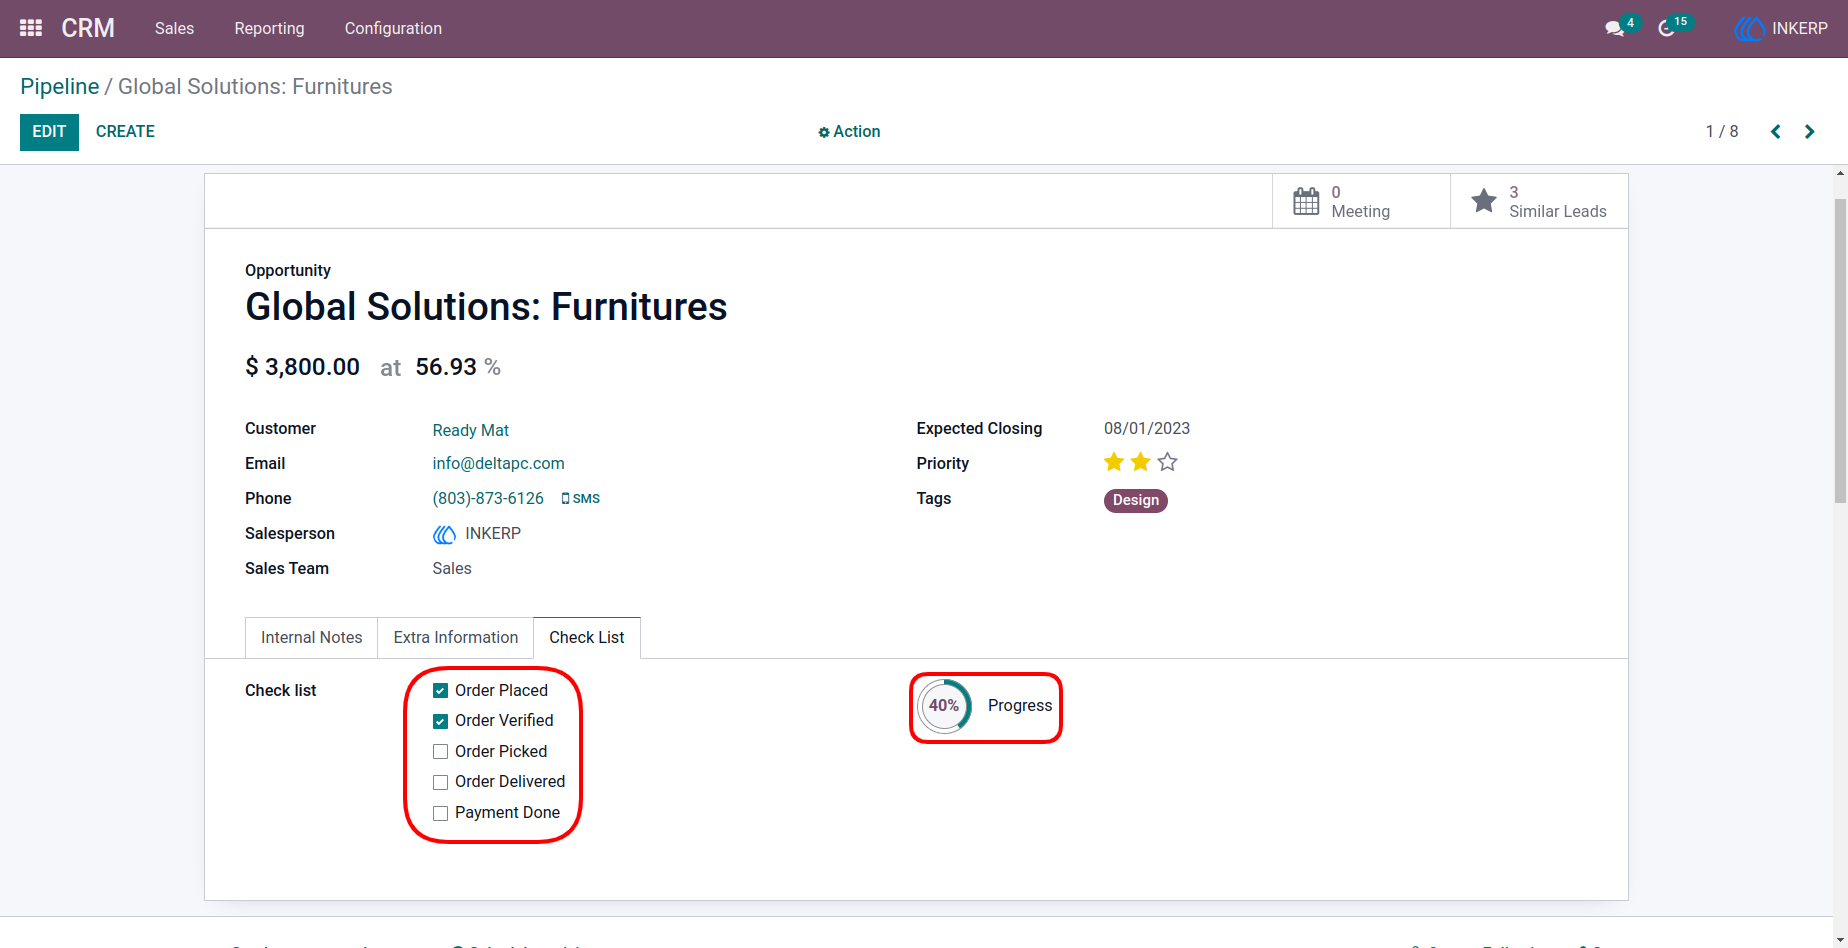 CRM Sales Reporting Configuration 4 15 INKERP
Pipeline / Global Solutions: Furnitures
EDIT CREATE Action 1 / 8
0 Meeting
3 Similar Leads
Opportunity
Global Solutions: Furnitures
$ 3,800.00 at 56.93 %
Customer Ready Mat Expected Closing 08/01/2023
Email info@deltapc.com Priority
Phone (803)-873-6126 SMS Tags Design
Salesperson INKERP
Sales Team Sales
Internal Notes Extra Information Check List
Check list
Order Placed
Order Verified
Order Picked
Order Delivered
Payment Done
40% Progress